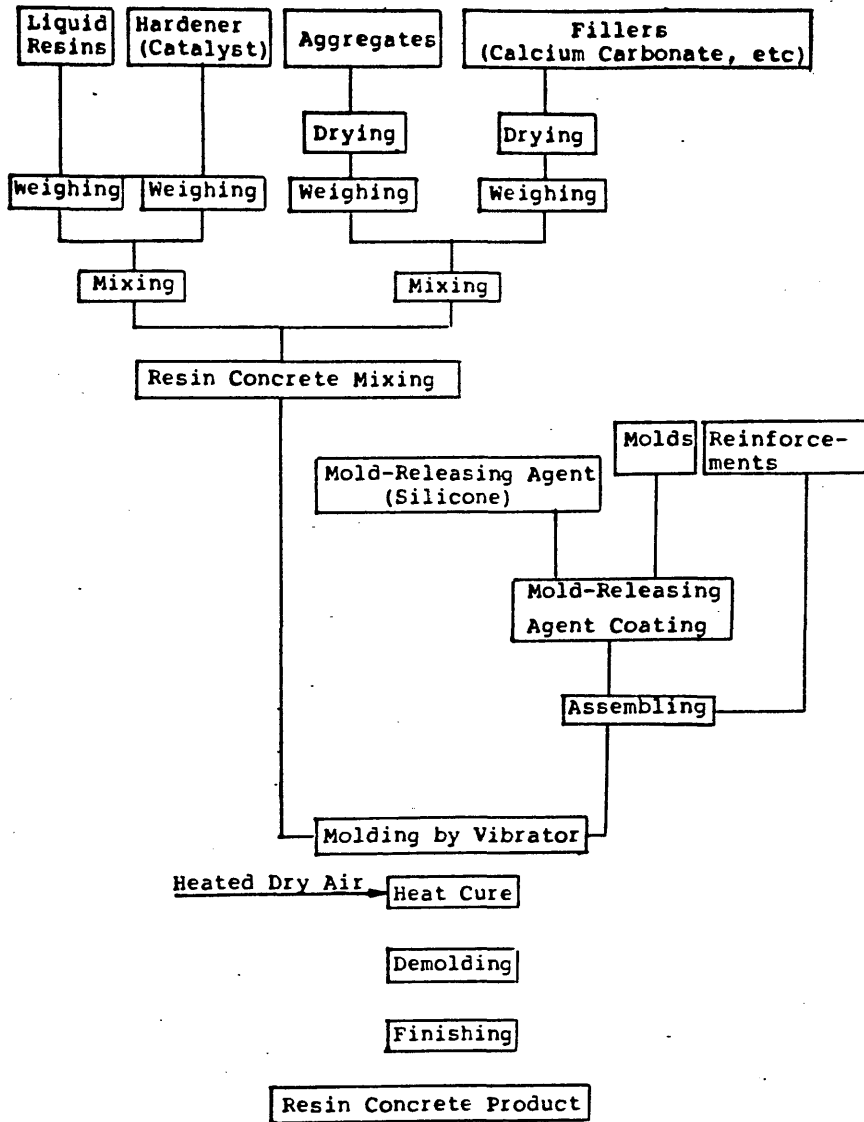 Liquid
Resins
Hardener
(Catalyst)
Aggregates
Fillers
(Calcium Carbonate, etc)
Drying
Drying
Weighing
Weighing
Weighing
Weighing
Mixing
Mixing
Resin Concrete Mixing
Molds
Reinforce-
ments
Mold-Releasing Agent
(Silicone)
Mold-Releasing
Agent Coating
Assembling
Molding by Vibrator
Heated Dry Air
Heat Cure
Demolding
Finishing
Resin Concrete Product